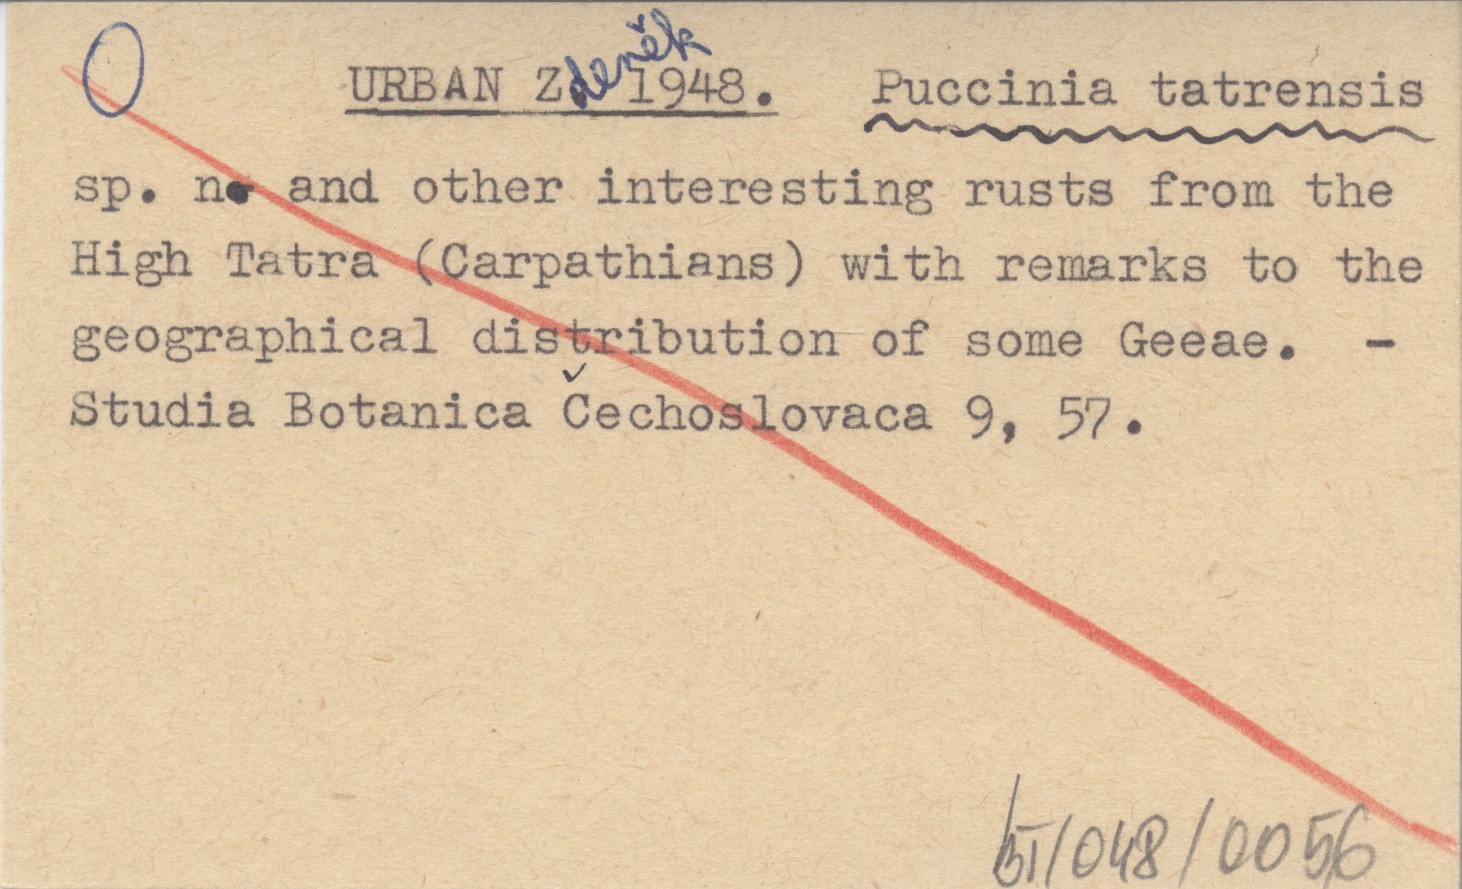 URBAN Zdeněk 1948. Puccinia tatrensis
sp. n. and other interesting rusts from the
High Tatra (Carpathians) with remarks to the
geographical distribution of some Geeae. -
Studia Botanica Čechoslovaca 9, 57.
BI/048/0056